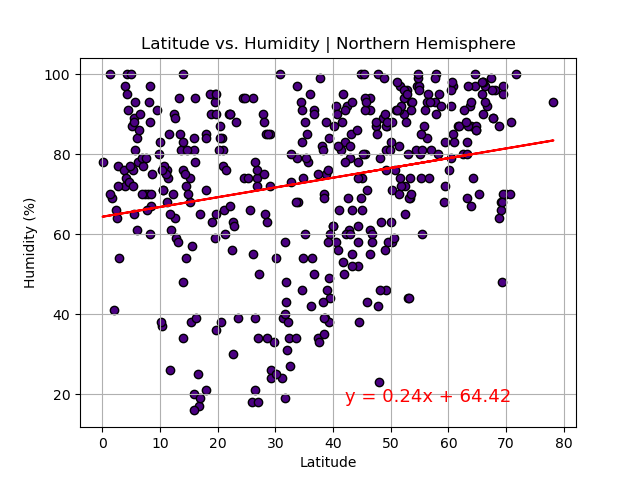 Latitude vs. Humidity | Northern Hemisphere
Humidity (%)
100
80
60
40
20
y = 0.24x + 64.42
0 10 20 30 40 50 60 70 80
Latitude